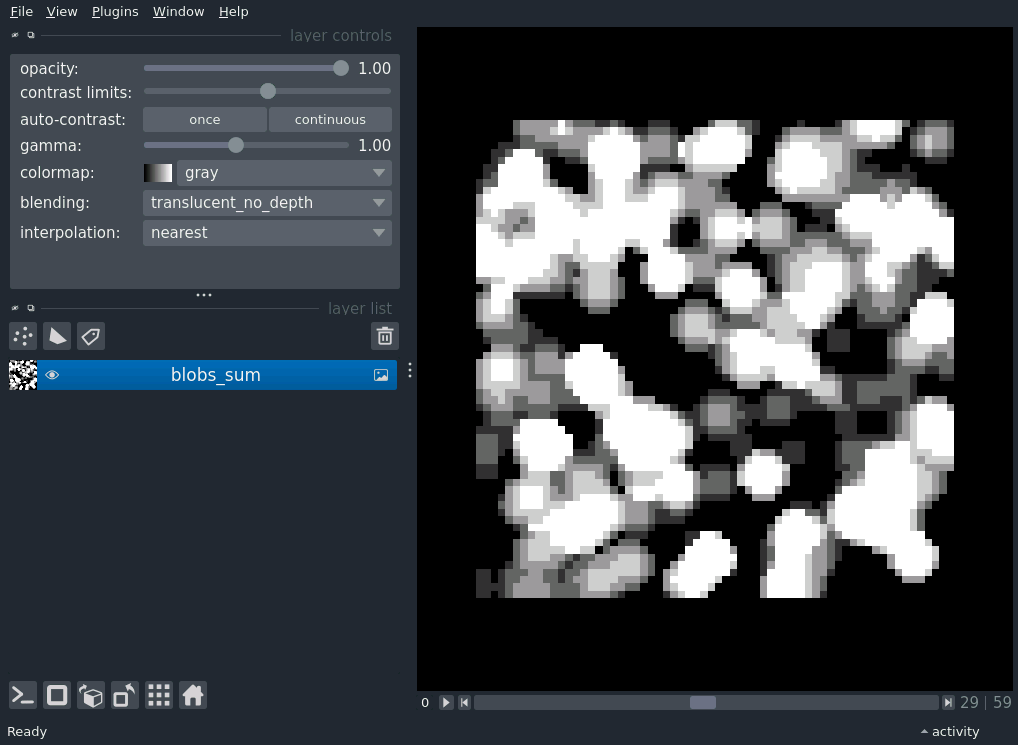 File View Plugins Window Help
layer controls
opacity: 1.00
contrast limits:
auto-contrast: once continuous
gamma: 1.00
colormap: gray
blending: translucent_no_depth
interpolation: nearest
layer list
blobs_sum
0 29 | 59
Ready activity